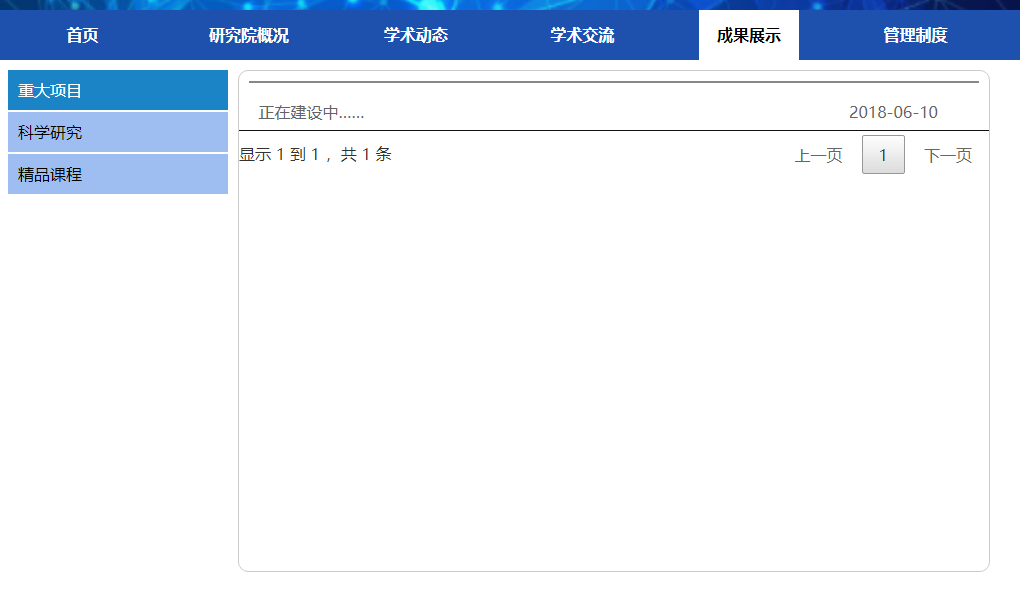 首页 研究院概况 学术动态 学术交流 成果展示 管理制度
重大项目
科学研究
精品课程
正在建设中...... 2018-06-10
显示 1 到 1 ，共 1 条 上一页 1 下一页